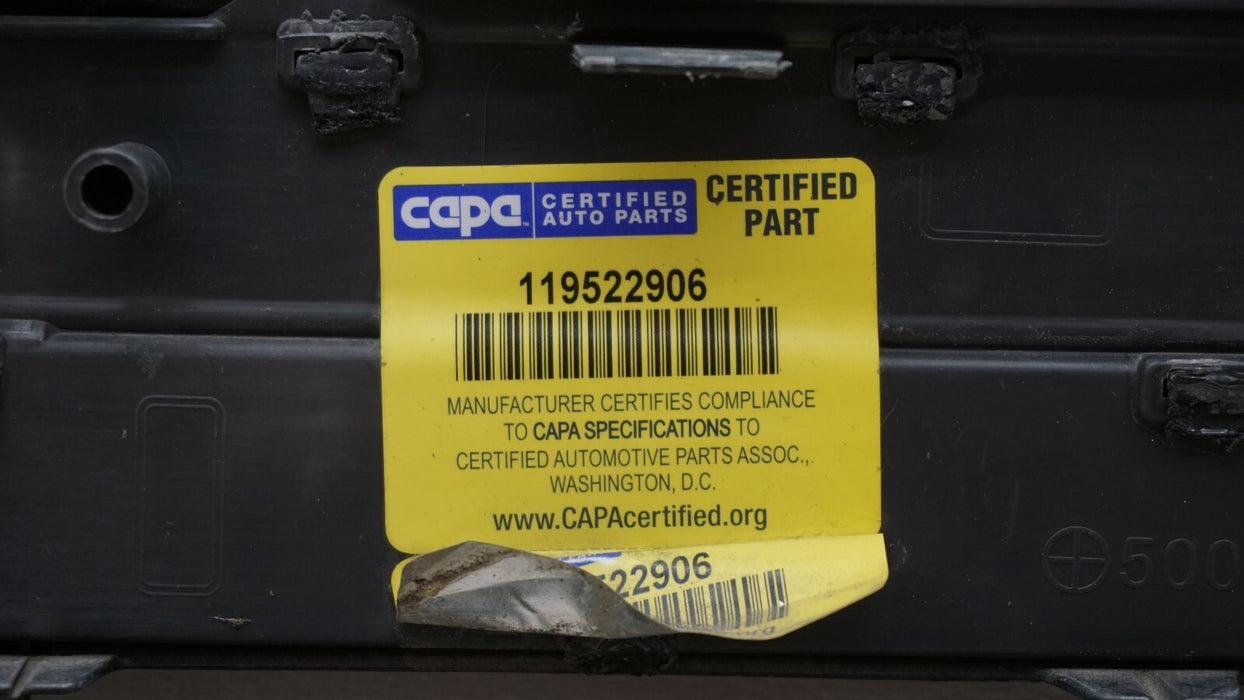 capa™ CERTIFIED AUTO PARTS
CERTIFIED PART
119522906
MANUFACTURER CERTIFIES COMPLIANCE
TO CAPA SPECIFICATIONS TO
CERTIFIED AUTOMOTIVE PARTS ASSOC.,
WASHINGTON, D.C.
www.CAPAcertified.org
22906
500